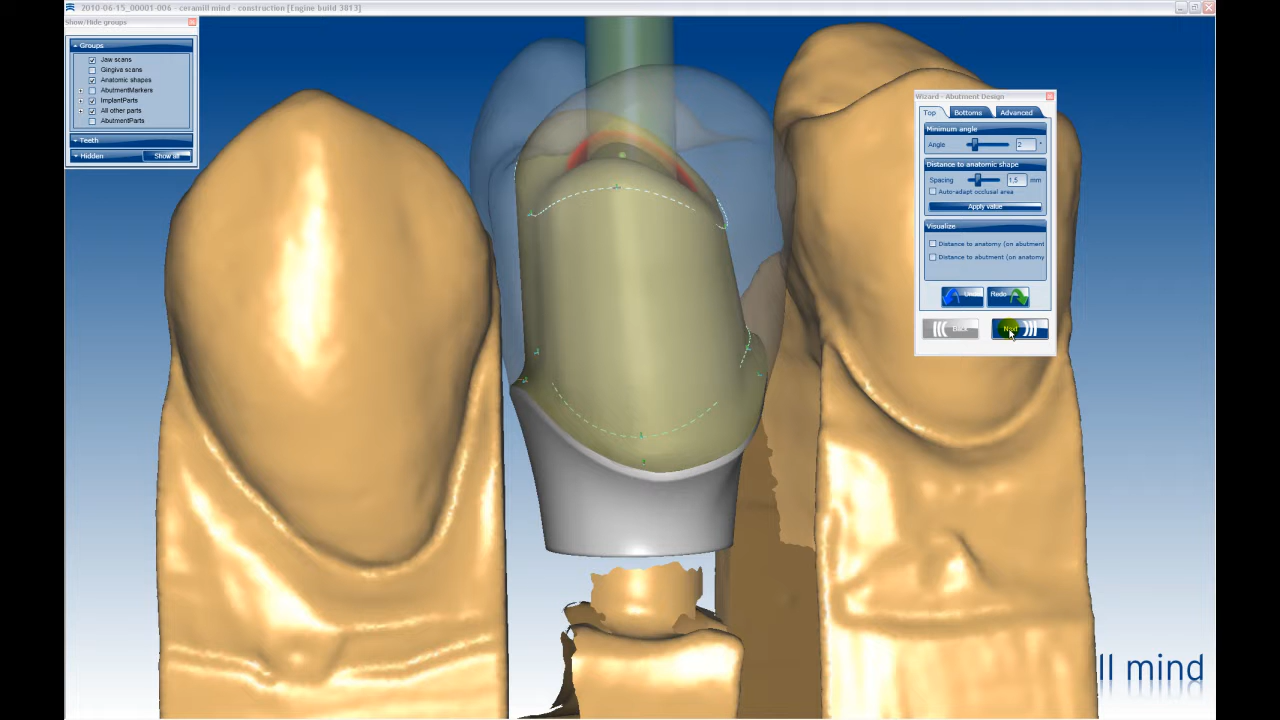 2010-06-15_00001-006 - ceramill mind - construction [Engine build 3813]
Show/Hide groups
Groups
Jaw scans
Gingiva scans
Anatomic shapes
AbutmentMarkers
ImplantParts
All other parts
AbutmentParts
Teeth
Hidden Show all
Wizard - Abutment Design
Top Bottoms Advanced
Minimum angle
Angle 2 °
Distance to anatomic shape
Spacing 1,5 mm
Auto-adapt occlusal area
Apply value
Visualize
Distance to anatomy (on abutment
Distance to abutment (on anatomy
Redo
Back Next
ll mind